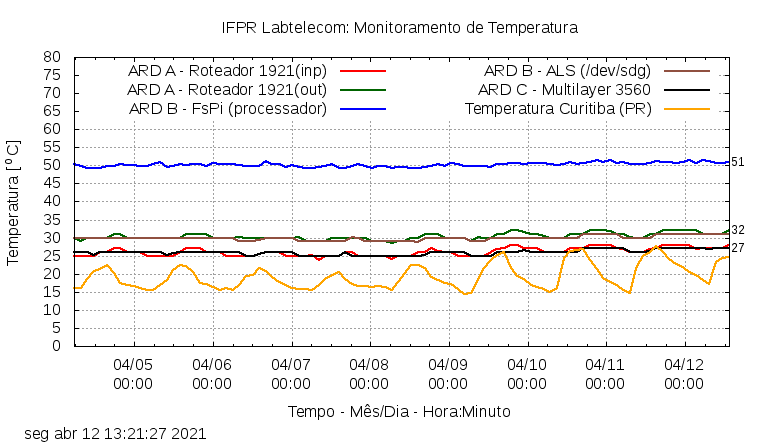 IFPR Labtelecom: Monitoramento de Temperatura
80
75
70
65
60
55
50
45
40
35
30
25
20
15
10
5
0
Temperatura [ºC]
ARD A - Roteador 1921(inp)
ARD A - Roteador 1921(out)
ARD B - FsPi (processador)
ARD B - ALS (/dev/sdg)
ARD C - Multilayer 3560
Temperatura Curitiba (PR)
51
32
27
04/05 04/06 04/07 04/08 04/09 04/10 04/11 04/12
00:00 00:00 00:00 00:00 00:00 00:00 00:00 00:00
Tempo - Mês/Dia - Hora:Minuto
seg abr 12 13:21:27 2021